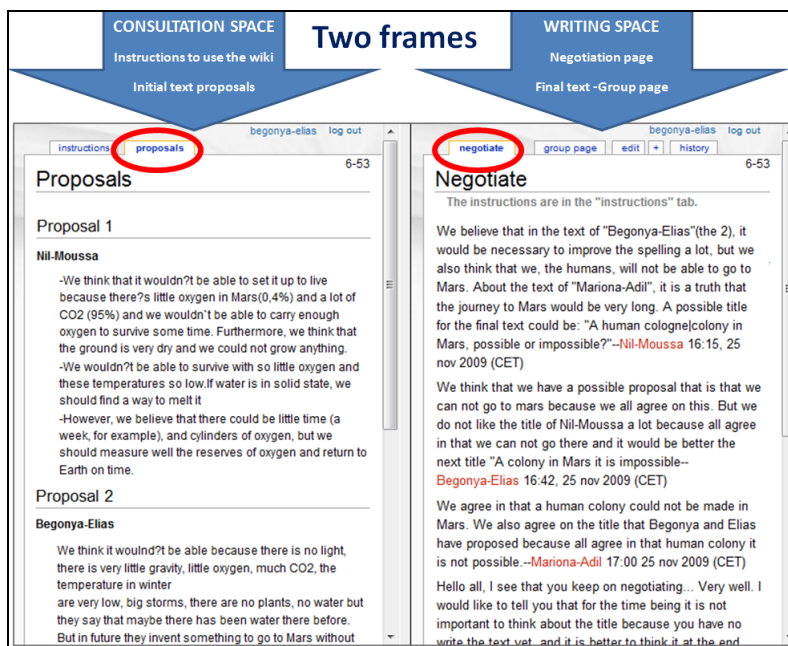 CONSULTATION SPACE
Instructions to use the wiki
Initial text proposals
Two frames
WRITING SPACE
Negotiation page
Final text -Group page
begonya-elias log out
instructions proposals
6-53
Proposals
Proposal 1
Nil-Moussa
-We think that it wouldn?t be able to set it up to live
because there?s little oxygen in Mars(0,4%) and a lot of
CO2 (95%) and we wouldn`t be able to carry enough
oxygen to survive some time. Furthermore, we think that
the ground is very dry and we could not grow anything.
-We wouldn?t be able to survive with so little oxygen and
these temperatures so low.If water is in solid state, we
should find a way to melt it
-However, we believe that there could be little time (a
week, for example), and cylinders of oxygen, but we
should measure well the reserves of oxygen and return to
Earth on time.
Proposal 2
Begonya-Elias
We think it woulnd?t be able because there is no light,
there is very little gravity, little oxygen, much CO2, the
temperature in winter
are very low, big storms, there are no plants, no water but
they say that maybe there has been water there before.
But in future they invent something to go to Mars without
begonya-elias log out
negotiate group page edit + history
6-53
Negotiate
The instructions are in the "instructions" tab.
We believe that in the text of "Begonya-Elias"(the 2), it
would be necessary to improve the spelling a lot, but we
also think that we, the humans, will not be able to go to
Mars. About the text of "Mariona-Adil", it is a truth that
the journey to Mars would be very long. A possible title
for the final text could be: "A human cologne|colony in
Mars, possible or impossible?"--Nil-Moussa 16:15, 25
nov 2009 (CET)
We think that we have a possible proposal that is that we
can not go to mars because we all agree on this. But we
do not like the title of Nil-Moussa a lot because all agree
in that we can not go there and it would be better the
next title "A colony in Mars it is impossible--
Begonya-Elias 16:42, 25 nov 2009 (CET)
We agree in that a human colony could not be made in
Mars. We also agree on the title that Begonya and Elias
have proposed because all agree in that human colony it
is not possible.--Mariona-Adil 17:00 25 nov 2009 (CET)
Hello all, I see that you keep on negotiating... Very well. I
would like to tell you that for the time being it is not
important to think about the title because you have no
write the text yet, and it is better to think it at the end